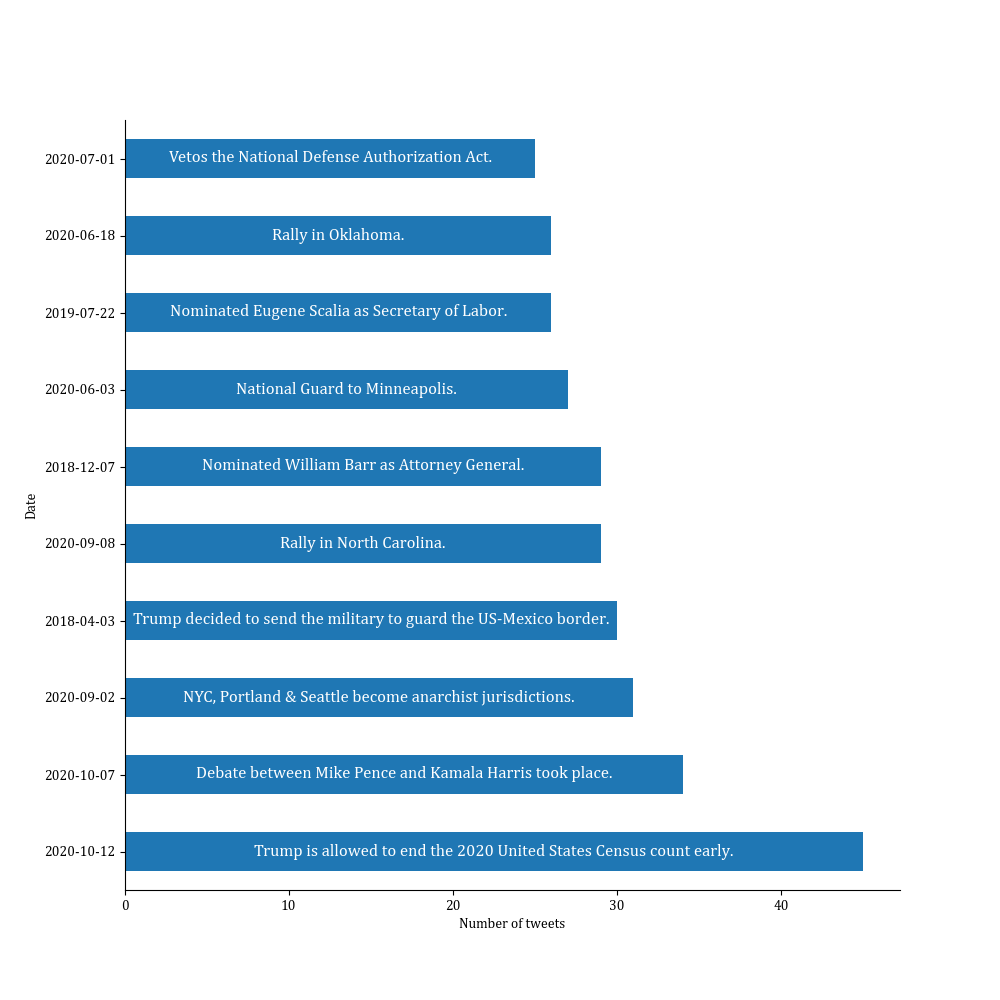 2020-07-01 Vetos the National Defense Authorization Act.
2020-06-18 Rally in Oklahoma.
2019-07-22 Nominated Eugene Scalia as Secretary of Labor.
2020-06-03 National Guard to Minneapolis.
2018-12-07 Nominated William Barr as Attorney General.
Date
2020-09-08 Rally in North Carolina.
2018-04-03 Trump decided to send the military to guard the US-Mexico border.
2020-09-02 NYC, Portland & Seattle become anarchist jurisdictions.
2020-10-07 Debate between Mike Pence and Kamala Harris took place.
2020-10-12 Trump is allowed to end the 2020 United States Census count early.
0 10 20 30 40
Number of tweets